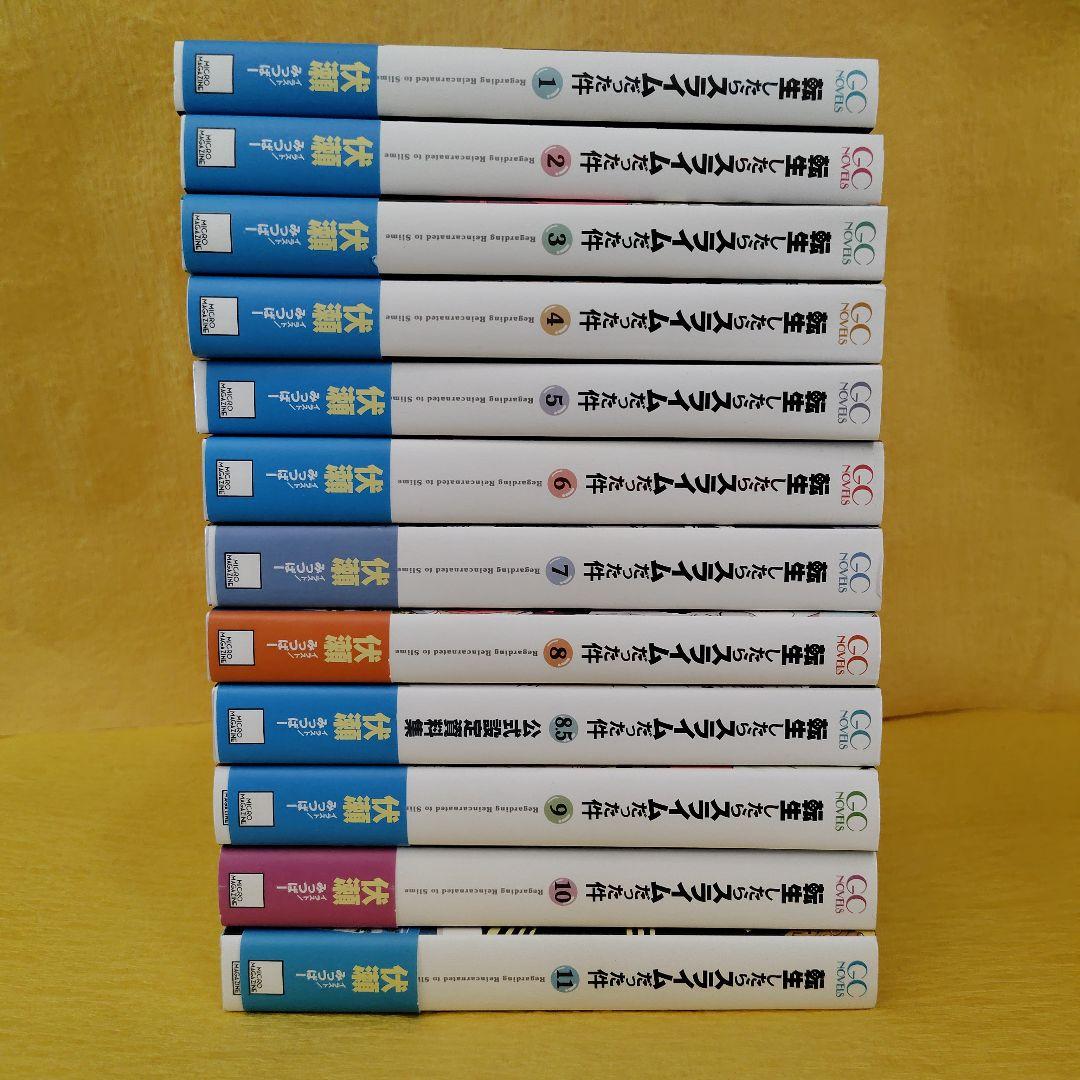 GC NOVELS 転生したらスライムだった件 1 Regarding Reincarnated to Slime 伏瀬 イラスト/みっつばー MICRO MAGAZINE
GC NOVELS 転生したらスライムだった件 2 Regarding Reincarnated to Slime 伏瀬 イラスト/みっつばー MICRO MAGAZINE
GC NOVELS 転生したらスライムだった件 3 Regarding Reincarnated to Slime 伏瀬 イラスト/みっつばー MICRO MAGAZINE
GC NOVELS 転生したらスライムだった件 4 Regarding Reincarnated to Slime 伏瀬 イラスト/みっつばー MICRO MAGAZINE
GC NOVELS 転生したらスライムだった件 5 Regarding Reincarnated to Slim 伏瀬 イラスト/みっつばー MICRO MAGAZINE
GC NOVELS 転生したらスライムだった件 6 Regarding Reincarnated to Slime 伏瀬 イラスト/みっつばー MICRO MAGAZINE
GC NOVELS 転生したらスライムだった件 7 Regarding Reincarnated to Slim 伏瀬 イラスト/みっつばー MICRO MAGAZINE
GC NOVELS 転生したらスライムだった件 8 Regarding Reincarnated to Slime 伏瀬 イラスト/みっつばー MICRO MAGAZINE
GC NOVELS 転生したらスライムだった件 8.5 公式設定資料集 伏瀬 イラスト/みっつばー MICRO MAGAZINE
GC NOVELS 転生したらスライムだった件 9 Regarding Reincarnated to Slim 伏瀬 イラスト/みっつばー MICRO MAGAZINE MAGAZINE
GC NOVELS 転生したらスライムだった件 10 Regarding Reincarnated to Slime 伏瀬 イラスト/みっつばー MICRO MAGAZINE
GC NOVELS 転生したらスライムだった件 11 Regarding Reincarnated to Sli 伏瀬 イラスト/みっつばー MICRO MAGAZINE MAGAZINE